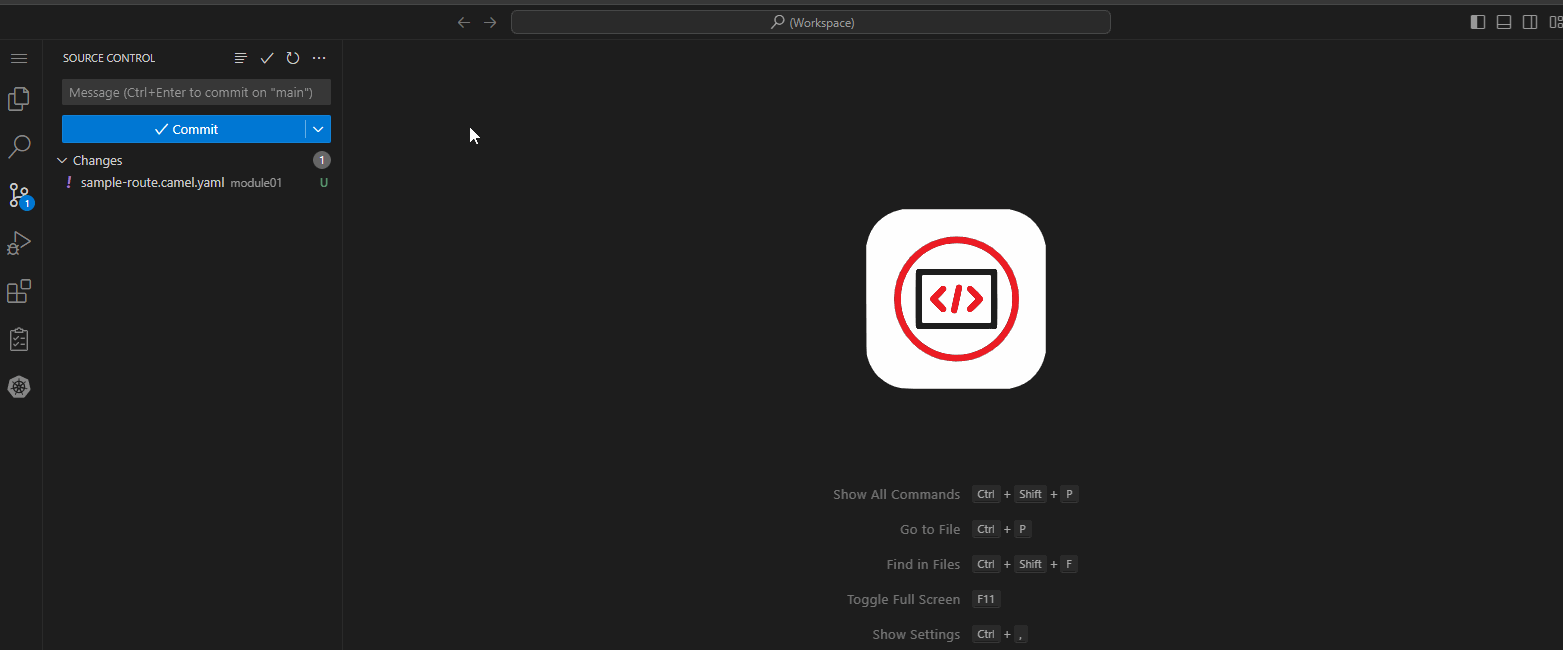 (Workspace)
SOURCE CONTROL
Message (Ctrl+Enter to commit on "main")
Commit
Changes 1
! sample-route.camel.yaml module01 U
1
</>
Show All Commands Ctrl + Shift + P
Go to File Ctrl + P
Find in Files Ctrl + Shift + F
Toggle Full Screen F11
Show Settings Ctrl + ,